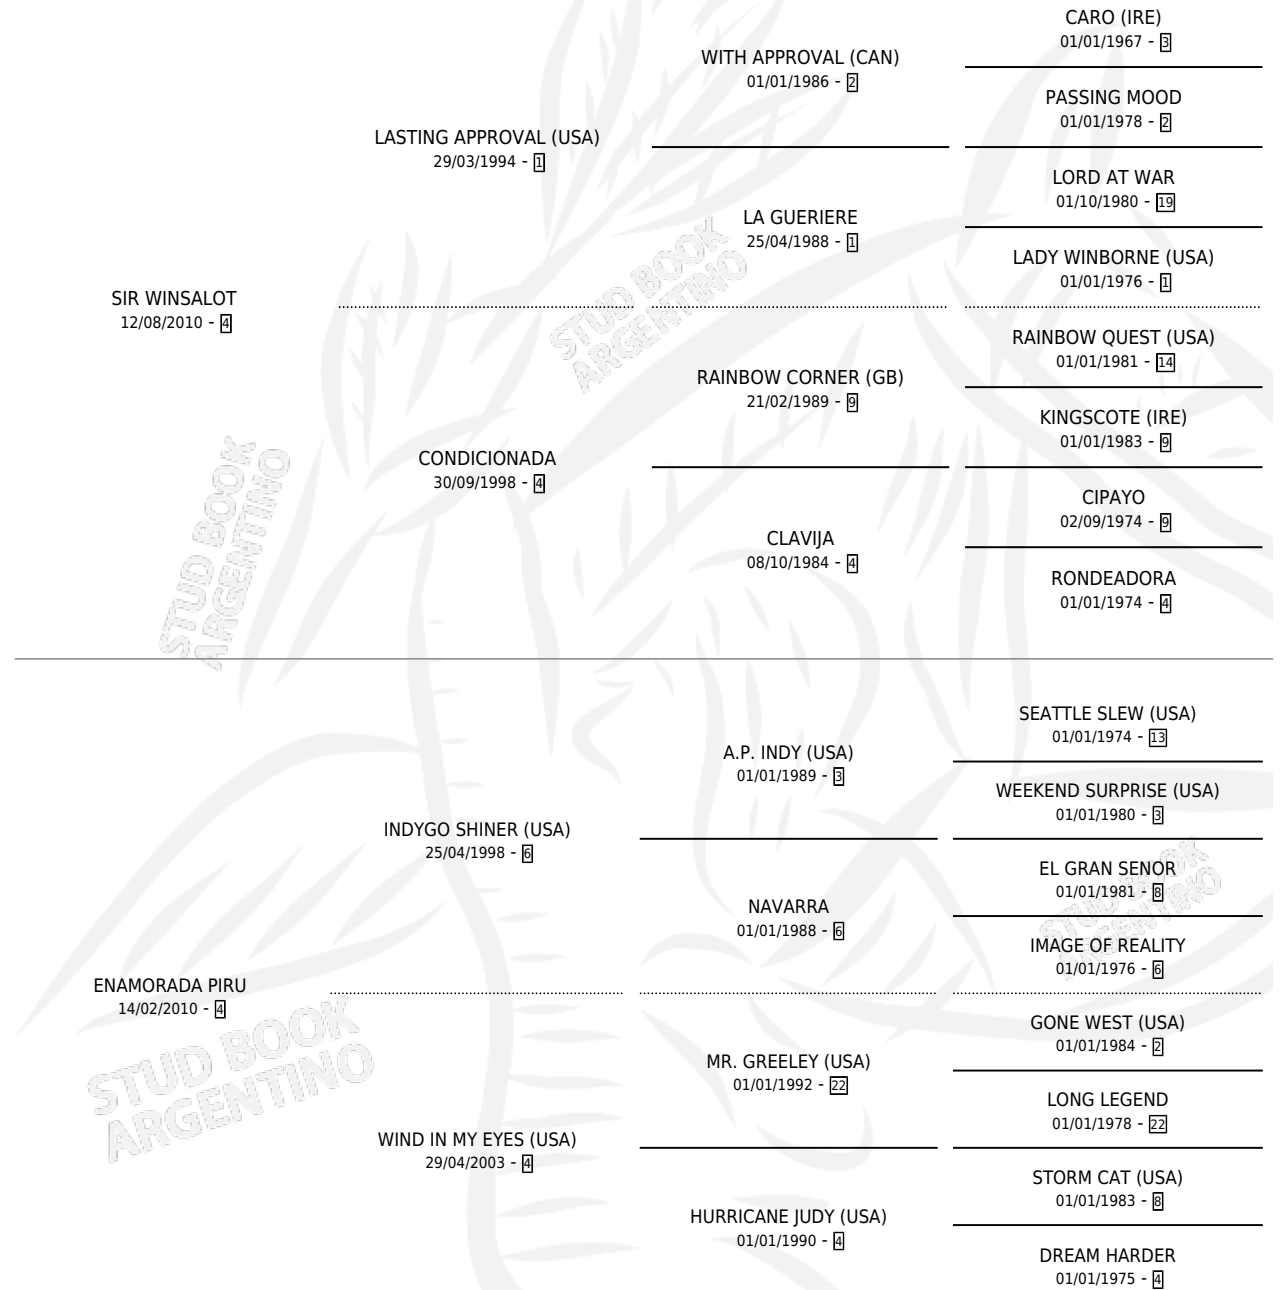 CARO (IRE)
01/01/1967 - 3
WITH APPROVAL (CAN)
01/01/1986 - 2
PASSING MOOD
01/01/1978 - 2
LASTING APPROVAL (USA)
29/03/1994 - 1
LORD AT WAR
01/10/1980 - 19
LA GUERIERE
25/04/1988 - 1
LADY WINBORNE (USA)
01/01/1976 - 1
SIR WINSALOT
12/08/2010 - 4
RAINBOW QUEST (USA)
01/01/1981 - 14
RAINBOW CORNER (GB)
21/02/1989 - 9
KINGSCOTE (IRE)
01/01/1983 - 9
CONDICIONADA
30/09/1998 - 4
CIPAYO
02/09/1974 - 9
CLAVIJA
08/10/1984 - 4
RONDEADORA
01/01/1974 - 4
SEATTLE SLEW (USA)
01/01/1974 - 13
A.P. INDY (USA)
01/01/1989 - 3
WEEKEND SURPRISE (USA)
01/01/1980 - 3
INDYGO SHINER (USA)
25/04/1998 - 6
EL GRAN SENOR
01/01/1981 - 8
NAVARRA
01/01/1988 - 6
IMAGE OF REALITY
01/01/1976 - 6
ENAMORADA PIRU
14/02/2010 - 4
GONE WEST (USA)
01/01/1984 - 2
MR. GREELEY (USA)
01/01/1992 - 22
LONG LEGEND
01/01/1978 - 22
WIND IN MY EYES (USA)
29/04/2003 - 4
STORM CAT (USA)
01/01/1983 - 8
HURRICANE JUDY (USA)
01/01/1990 - 4
DREAM HARDER
01/01/1975 - 4
STUD BOOK
ARGENTINO
STUD BOOK
ARGENTINO
STUD BOOK
ARGENTINO
STUD BOOK
ARGENTINO